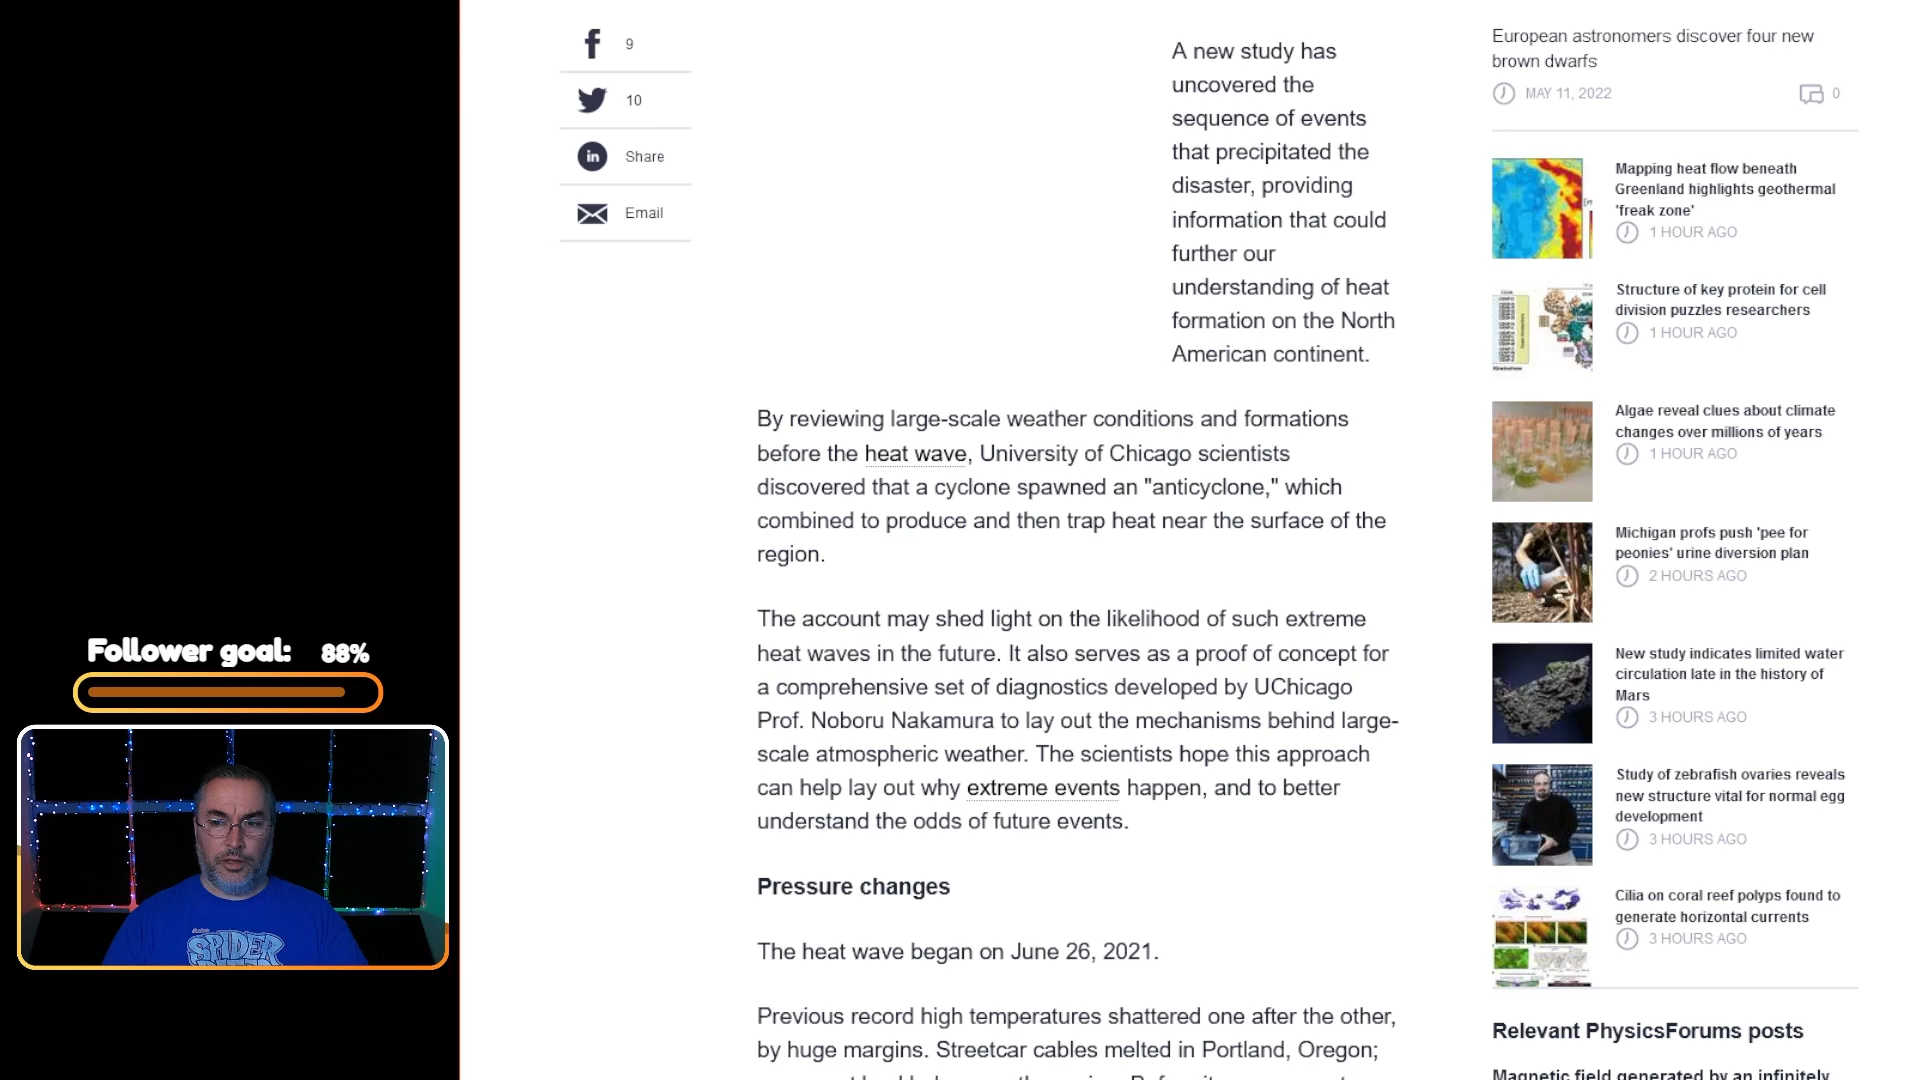 Follower goal: 88%
SPIDER
9
10
Share
Email
A new study has
uncovered the
sequence of events
that precipitated the
disaster, providing
information that could
further our
understanding of heat
formation on the North
American continent.
By reviewing large-scale weather conditions and formations
before the heat wave, University of Chicago scientists
discovered that a cyclone spawned an "anticyclone," which
combined to produce and then trap heat near the surface of the
region.
The account may shed light on the likelihood of such extreme
heat waves in the future. It also serves as a proof of concept for
a comprehensive set of diagnostics developed by UChicago
Prof. Noboru Nakamura to lay out the mechanisms behind large-
scale atmospheric weather. The scientists hope this approach
can help lay out why extreme events happen, and to better
understand the odds of future events.
Pressure changes
The heat wave began on June 26, 2021.
Previous record high temperatures shattered one after the other,
by huge margins. Streetcar cables melted in Portland, Oregon;
European astronomers discover four new
brown dwarfs
MAY 11, 2022 0
Mapping heat flow beneath
Greenland highlights geothermal
'freak zone'
1 HOUR AGO
Structure of key protein for cell
division puzzles researchers
1 HOUR AGO
Algae reveal clues about climate
changes over millions of years
1 HOUR AGO
Michigan profs push 'pee for
peonies' urine diversion plan
2 HOURS AGO
New study indicates limited water
circulation late in the history of
Mars
3 HOURS AGO
Study of zebrafish ovaries reveals
new structure vital for normal egg
development
3 HOURS AGO
Cilia on coral reef polyps found to
generate horizontal currents
3 HOURS AGO
Relevant PhysicsForums posts
Magnetic field generated by an infinitely